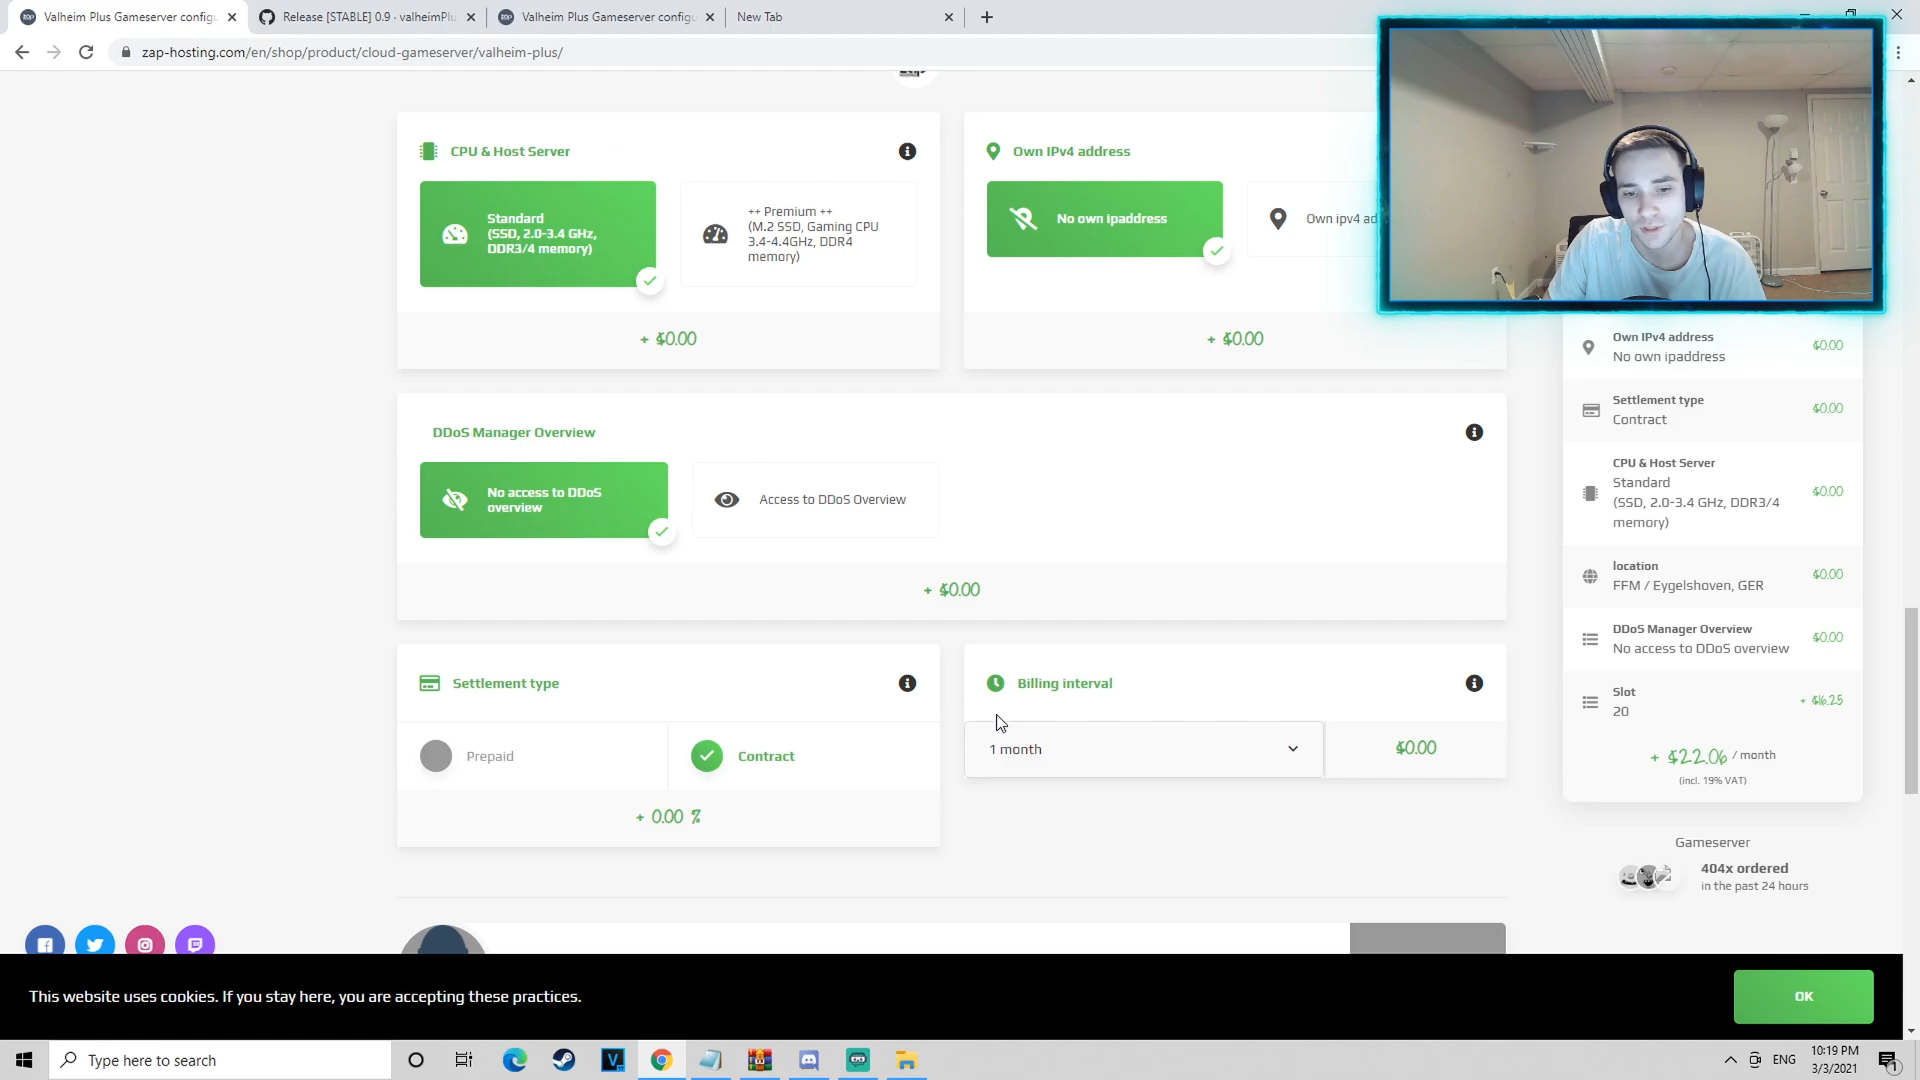 Valheim Plus Gameserver config
Release [STABLE] 0.9 · valheimPlu
Valheim Plus Gameserver config
New Tab
zap-hosting.com/en/shop/product/cloud-gameserver/valheim-plus/
CPU & Host Server
Own IPv4 address
Standard
(SSD, 2.0-3.4 GHz,
DDR3/4 memory)
++ Premium ++
(M.2 SSD, Gaming CPU
3.4-4.4GHz, DDR4
memory)
No own ipaddress
Own ipv4 ad
+ $0.00
+ $0.00
DDoS Manager Overview
No access to DDoS
overview
Access to DDoS Overview
+ $0.00
Settlement type
Billing interval
Prepaid
Contract
1 month
$0.00
+ 0.00 %
Own IPv4 address
No own ipaddress
$0.00
Settlement type
Contract
$0.00
CPU & Host Server
Standard
(SSD, 2.0-3.4 GHz, DDR3/4
memory)
$0.00
location
FFM / Eygelshoven, GER
$0.00
DDoS Manager Overview
No access to DDoS overview
$0.00
Slot
20
+ $16.25
+ $22.06 / month
(incl. 19% VAT)
Gameserver
404x ordered
in the past 24 hours
This website uses cookies. If you stay here, you are accepting these practices.
OK
Type here to search
ENG
10:19 PM
3/3/2021
1